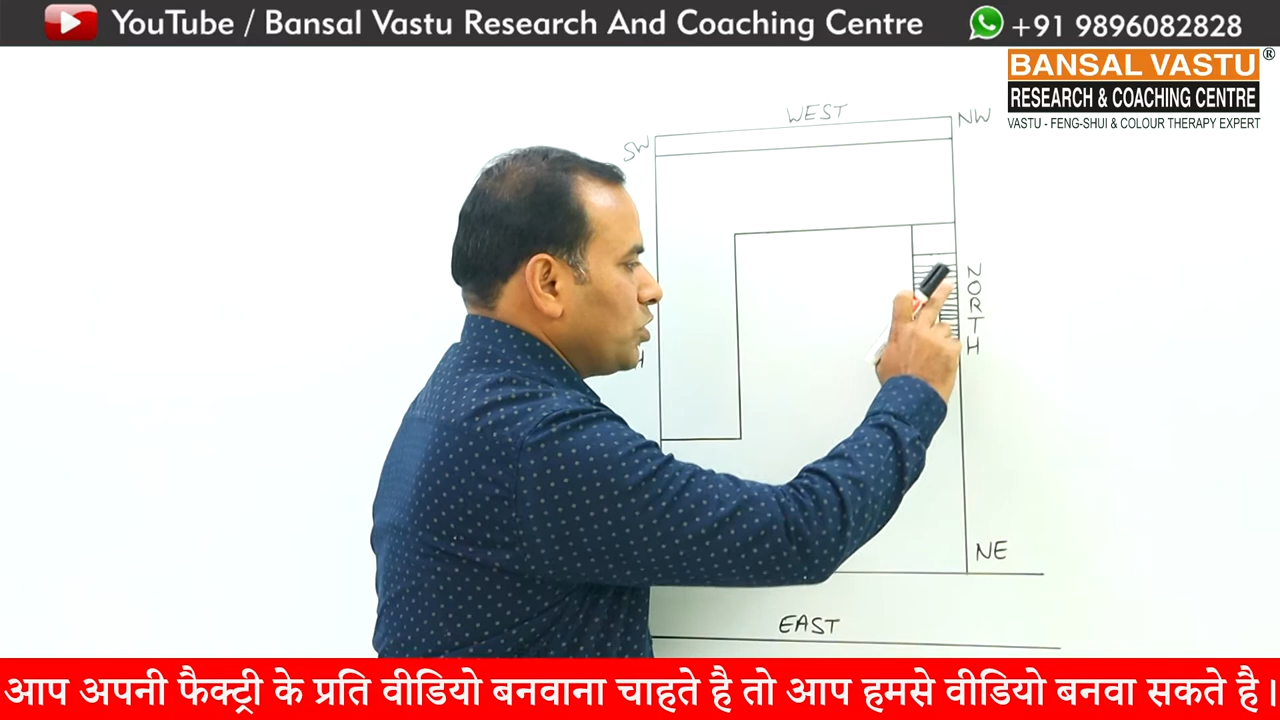 YouTube / Bansal Vastu Research And Coaching Centre
+91 9896082828
BANSAL VASTU®
RESEARCH & COACHING CENTRE
VASTU - FENG-SHUI & COLOUR THERAPY EXPERT
WEST
NW
SW
NORTH
H
NE
EAST
आप अपनी फैक्ट्री के प्रति वीडियो बनवाना चाहते है तो आप हमसे वीडियो बनवा सकते है।